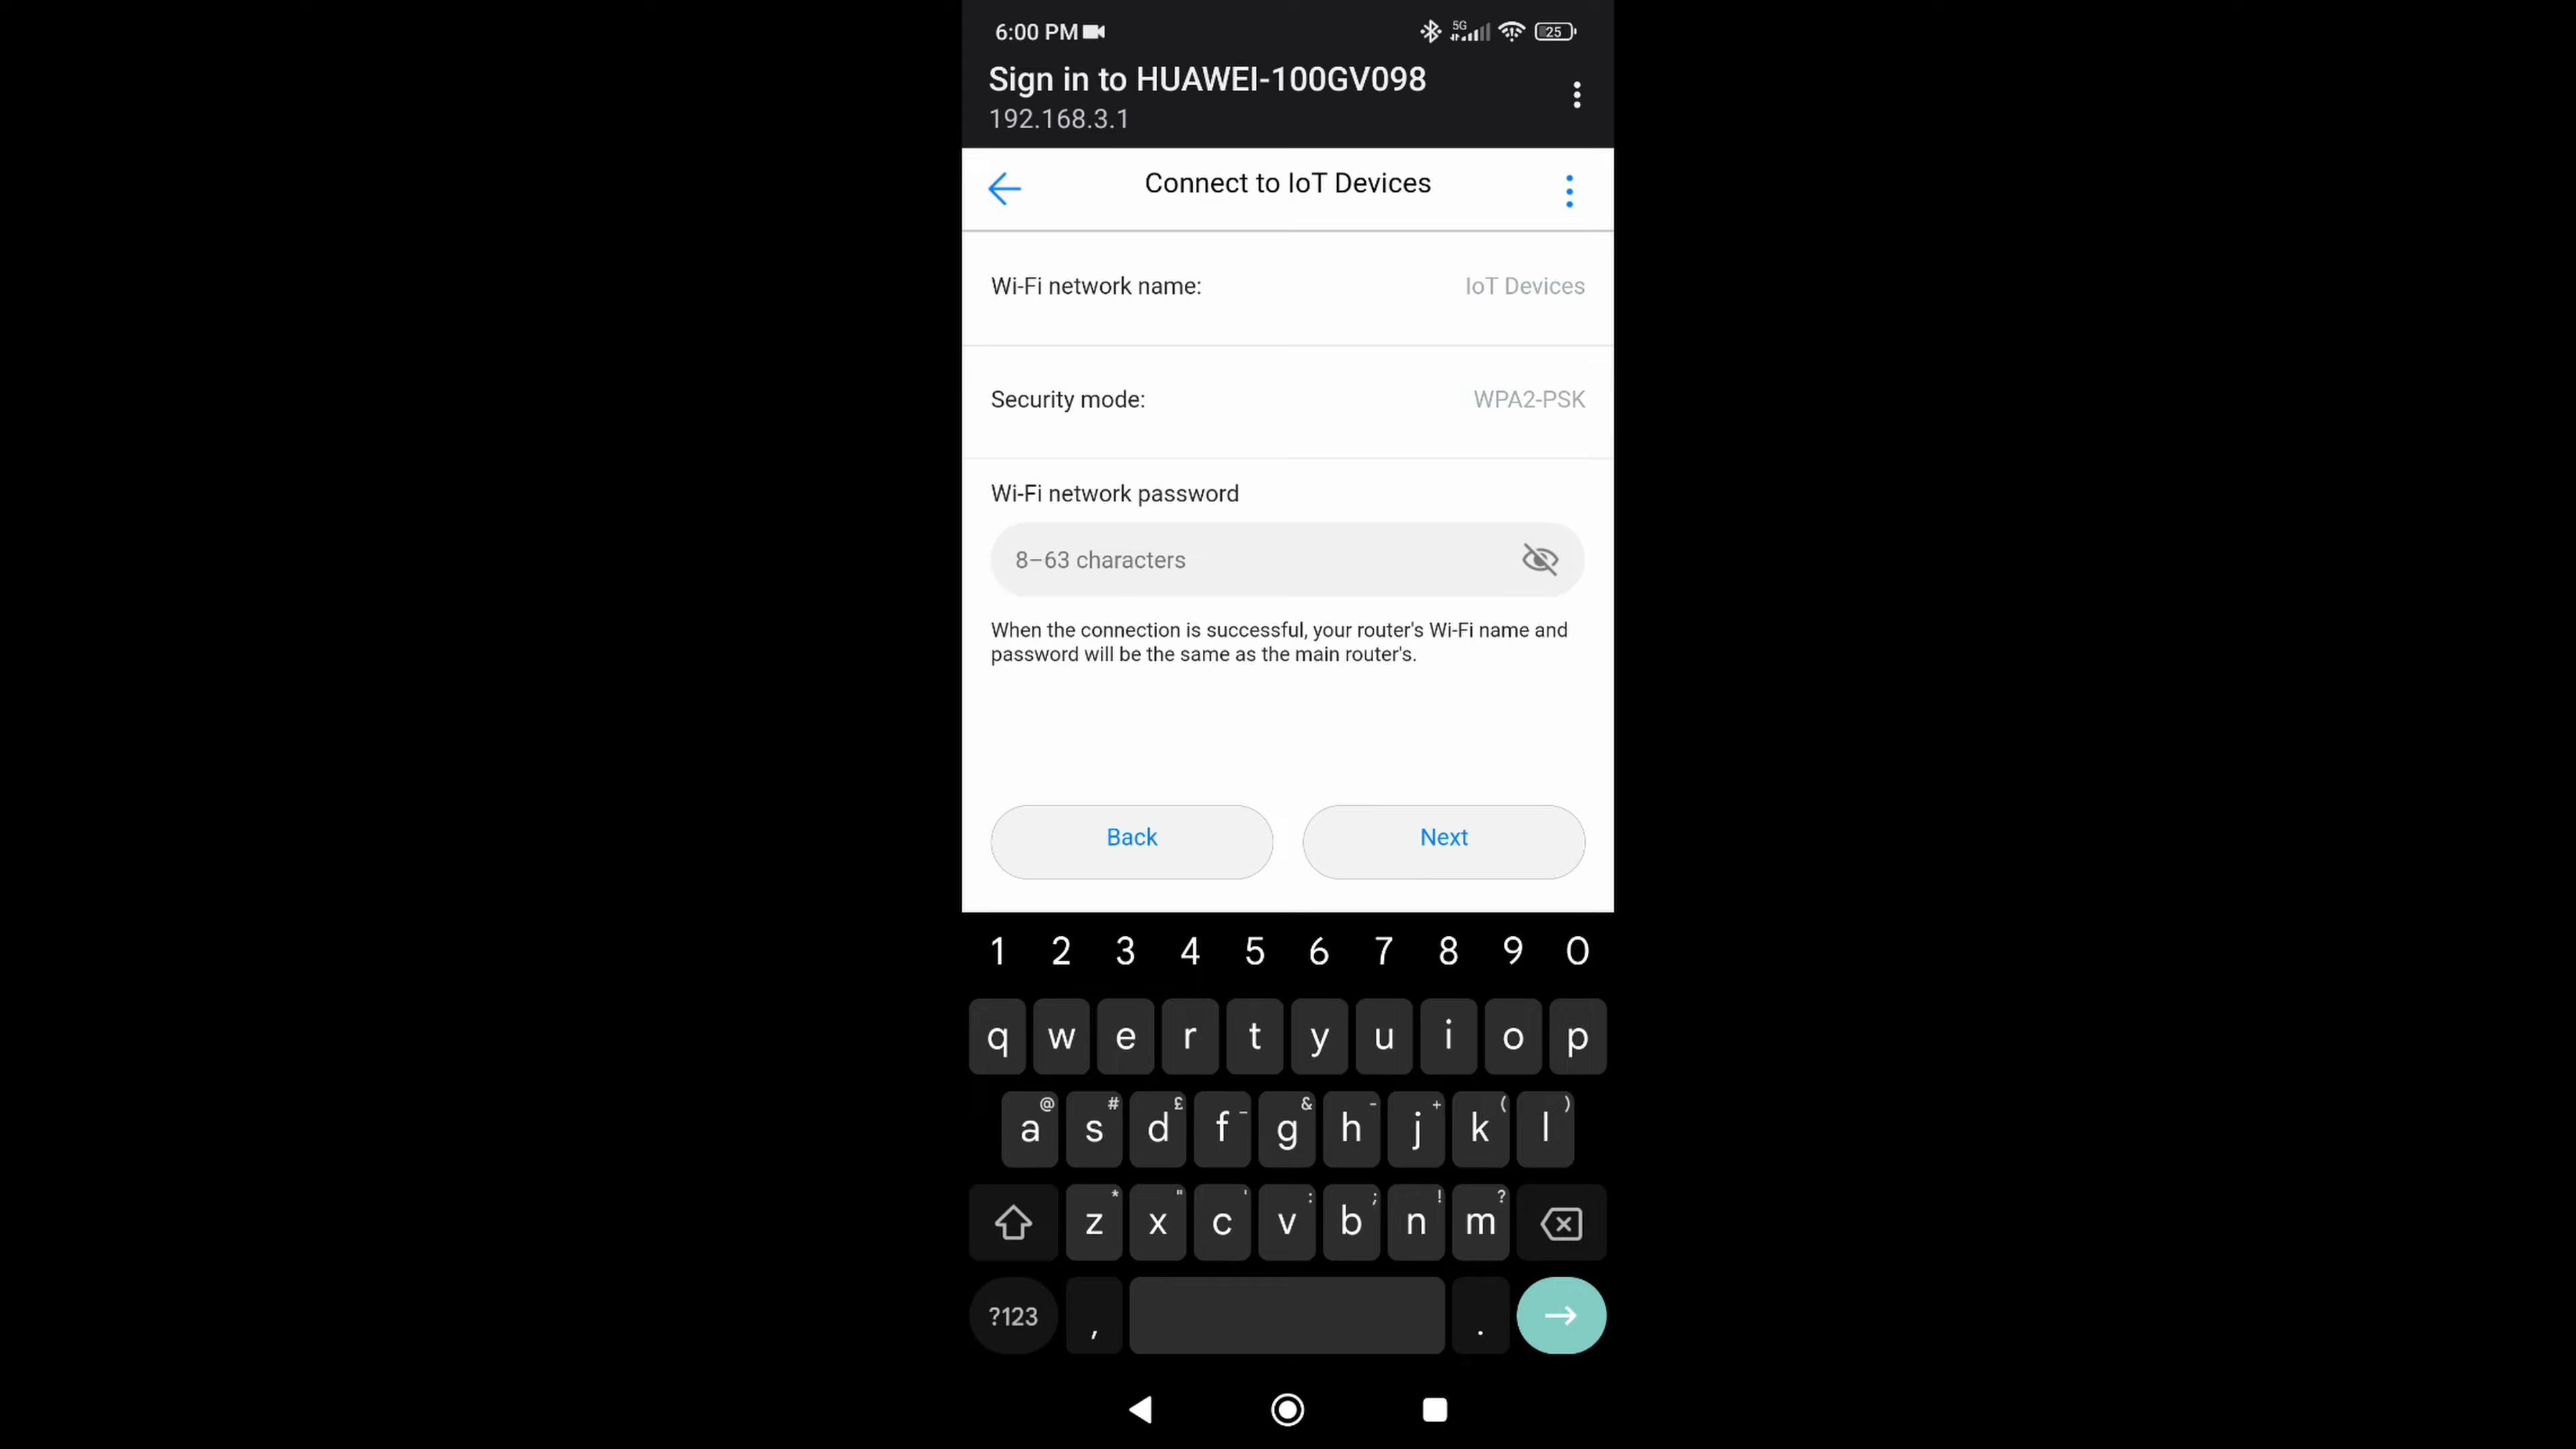 6:00 PM
5G
25
Sign in to HUAWEI-100GV098
192.168.3.1
Connect to IoT Devices
Wi-Fi network name: IoT Devices
Security mode: WPA2-PSK
Wi-Fi network password
8–63 characters
When the connection is successful, your router's Wi-Fi name and
password will be the same as the main router's.
Back Next
1 2 3 4 5 6 7 8 9 0
q w e r t y u i o p
@ # £ _ & - + ( )
a s d f g h j k l
* " ' : ; ! ?
z x c v b n m
?123 , .